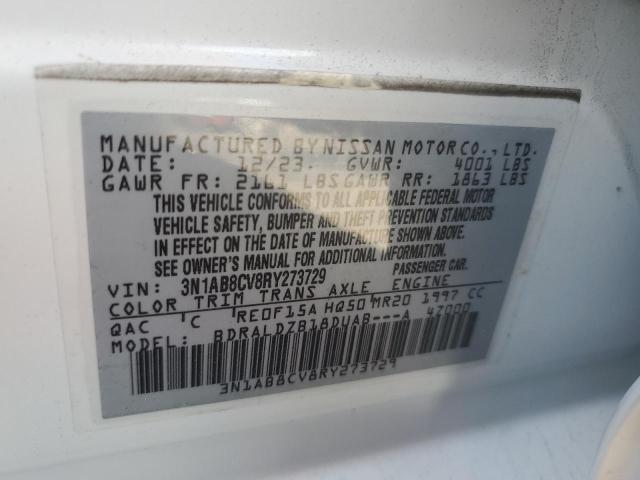 MANUFACTURED BY NISSAN MOTOR CO., LTD.
DATE: 12/23. GVWR: 4001 LBS
GAWR FR: 2161 LBS GAWR RR: 1863 LBS
THIS VEHICLE CONFORMS TO ALL APPLICABLE FEDERAL MOTOR
VEHICLE SAFETY, BUMPER AND THEFT PREVENTION STANDARDS
IN EFFECT ON THE DATE OF MANUFACTURE SHOWN ABOVE.
SEE OWNER'S MANUAL FOR ADDITIONAL INFORMATION.
VIN: 3N1AB8CV8RY273729 PASSENGER CAR.
COLOR TRIM TRANS AXLE ENGINE
QAC 'C 'RE0F15A HQ50 MR20 1997 CC
MODEL: BDRALDZB18DUAB---A 4Z000
3N1AB8CV8RY273729